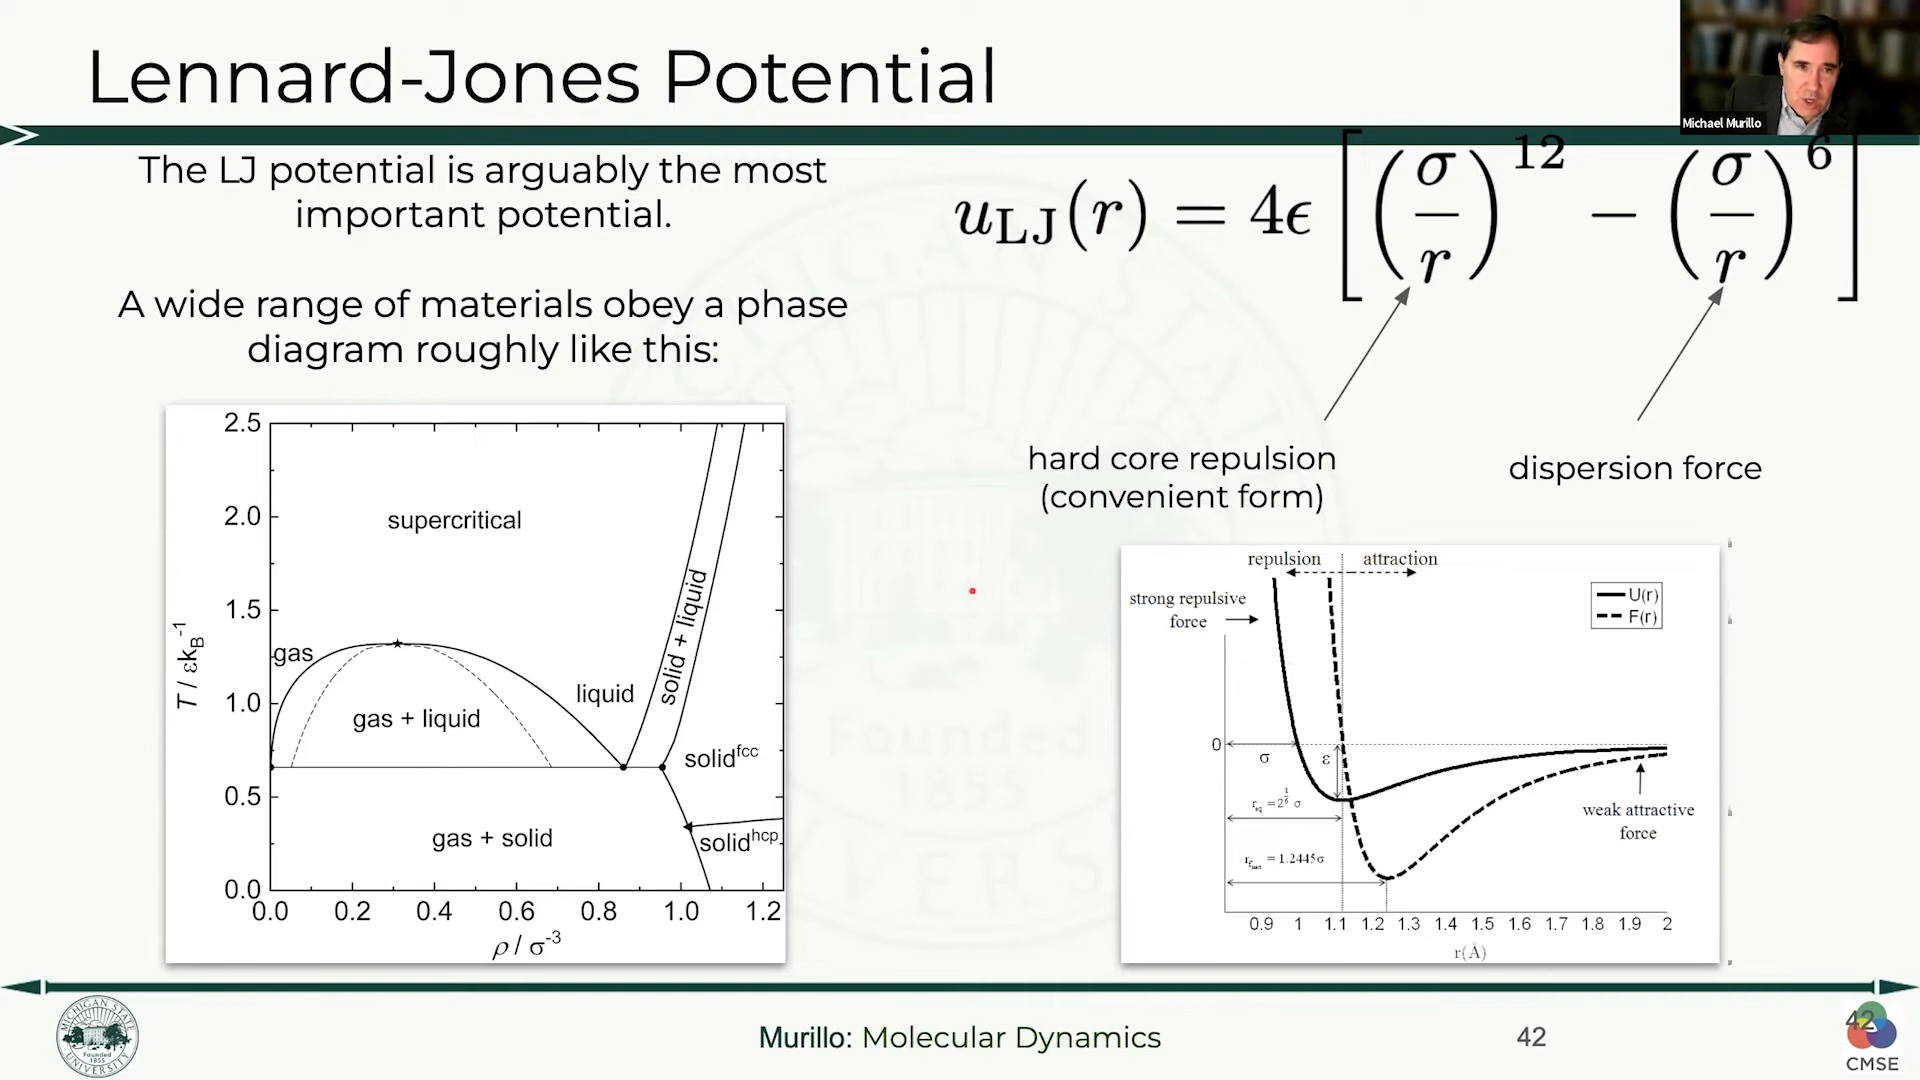 Lennard-Jones Potential
Michael Murillo
The LJ potential is arguably the most
important potential.
u_LJ(r) = 4ϵ [(σ/r)^12 − (σ/r)^6]
A wide range of materials obey a phase
diagram roughly like this:
hard core repulsion
(convenient form)
dispersion force
2.5
2.0
1.5
1.0
0.5
0.0
T / εk_B^-1
supercritical
gas
gas + liquid
liquid
solid + liquid
solid^fcc
solid^hcp
gas + solid
0.0 0.2 0.4 0.6 0.8 1.0 1.2
ρ / σ^-3
repulsion attraction
strong repulsive
force
U(r)
F(r)
0
σ
ε
r_eq = 2^(1/6) σ
= 1.2445σ
weak attractive
force
0.9 1 1.1 1.2 1.3 1.4 1.5 1.6 1.7 1.8 1.9 2
r(Å)
MICHIGAN STATE
UNIVERSITY
Founded
1855
Murillo: Molecular Dynamics
42
42
CMSE